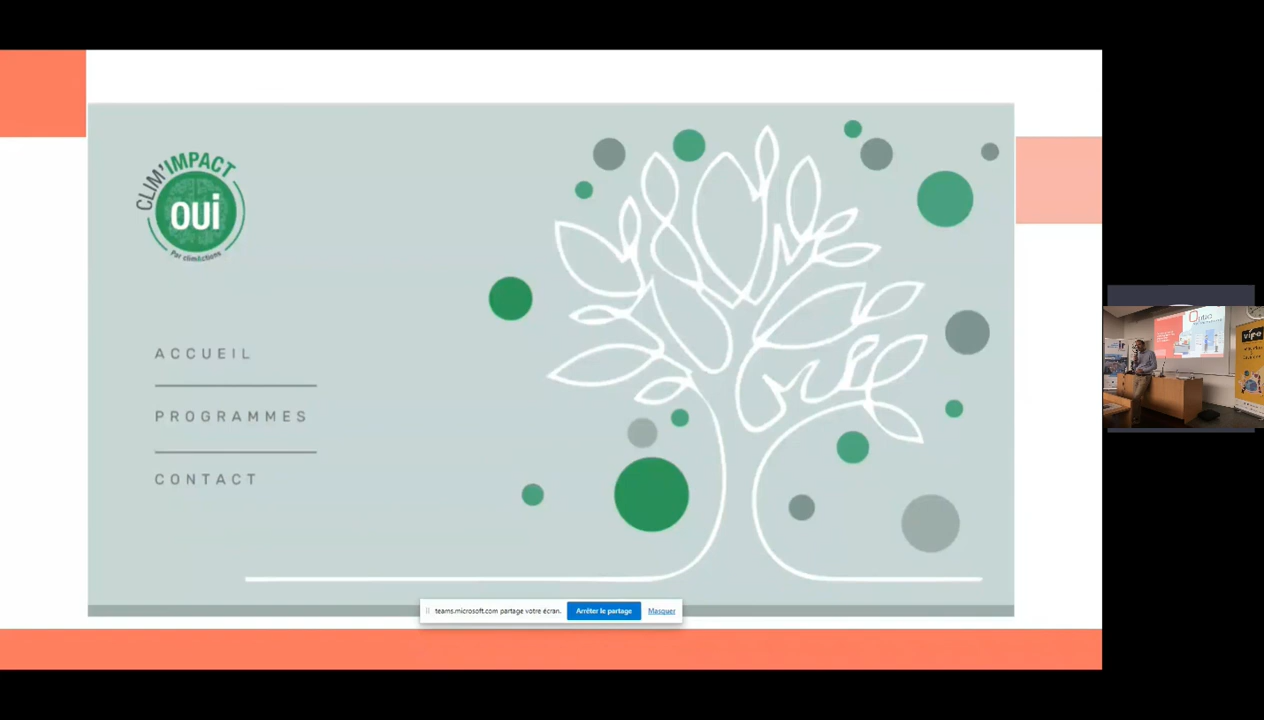 CLIM'IMPACT
oui
Par climActions
ACCUEIL
PROGRAMMES
CONTACT
teams.microsoft.com partage votre écran.
Arrêter le partage
Masquer